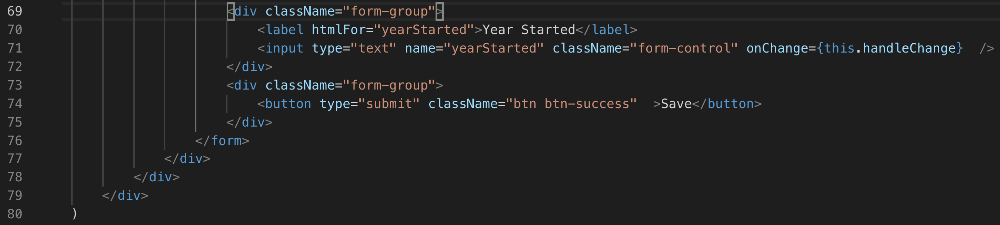 69 <div className="form-group">
70 <label htmlFor="yearStarted">Year Started</label>
71 <input type="text" name="yearStarted" className="form-control" onChange={this.handleChange}  />
72 </div>
73 <div className="form-group">
74 <button type="submit" className="btn btn-success"  >Save</button>
75 </div>
76 </form>
77 </div>
78 </div>
79 </div>
80 )